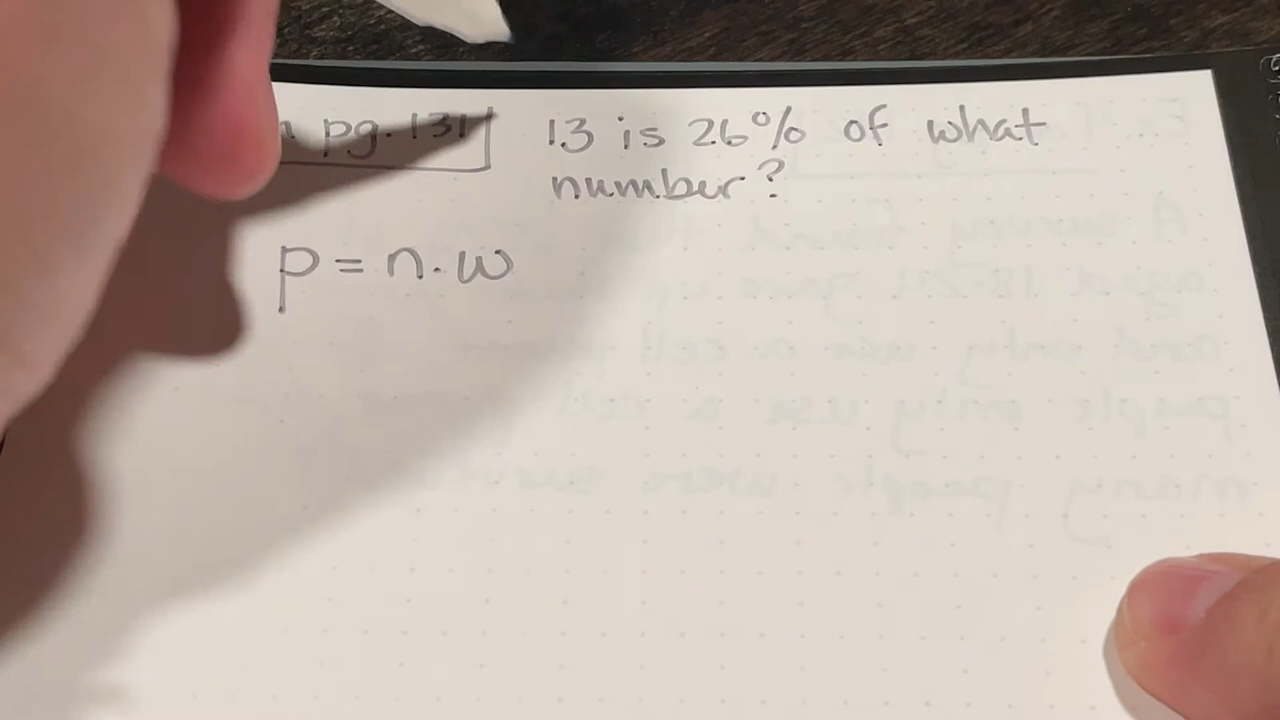 pg. 131
13 is 26% of what
number?
p = n · w